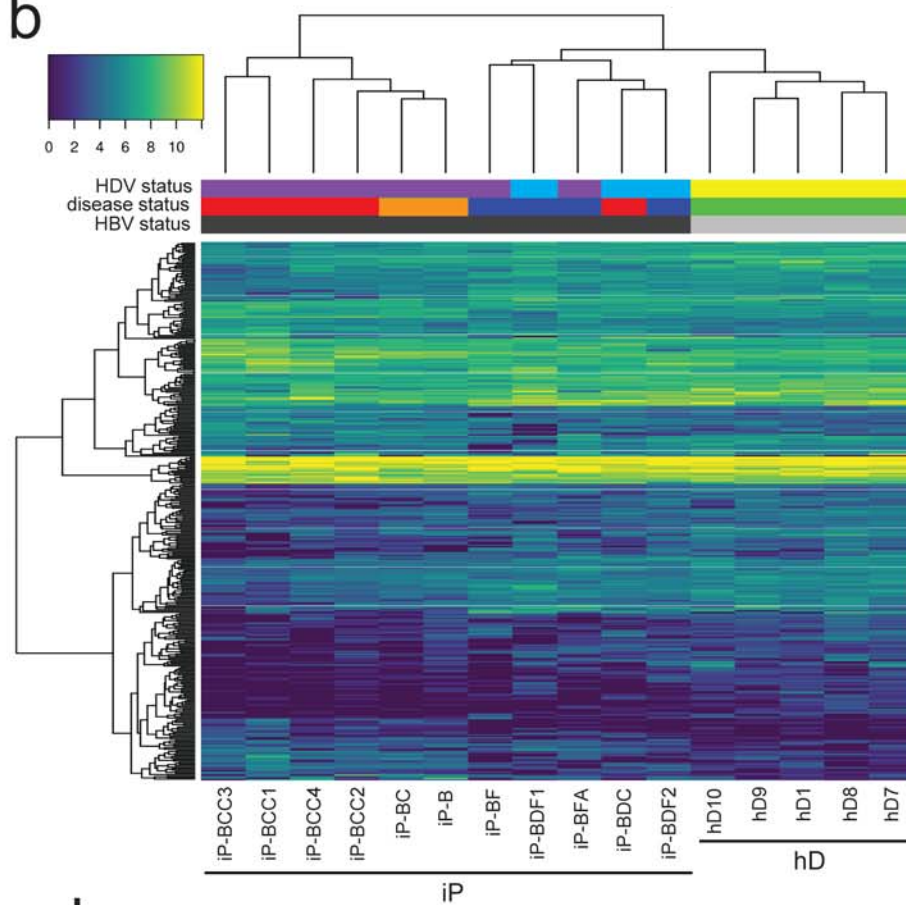 b
0 2 4 6 8 10
HDV status
disease status
HBV status
iP-BCC3 iP-BCC1 iP-BCC4 iP-BCC2 iP-BC iP-B iP-BF iP-BDF1 iP-BFA iP-BDC iP-BDF2 hD10 hD9 hD1 hD8 hD7
iP hD